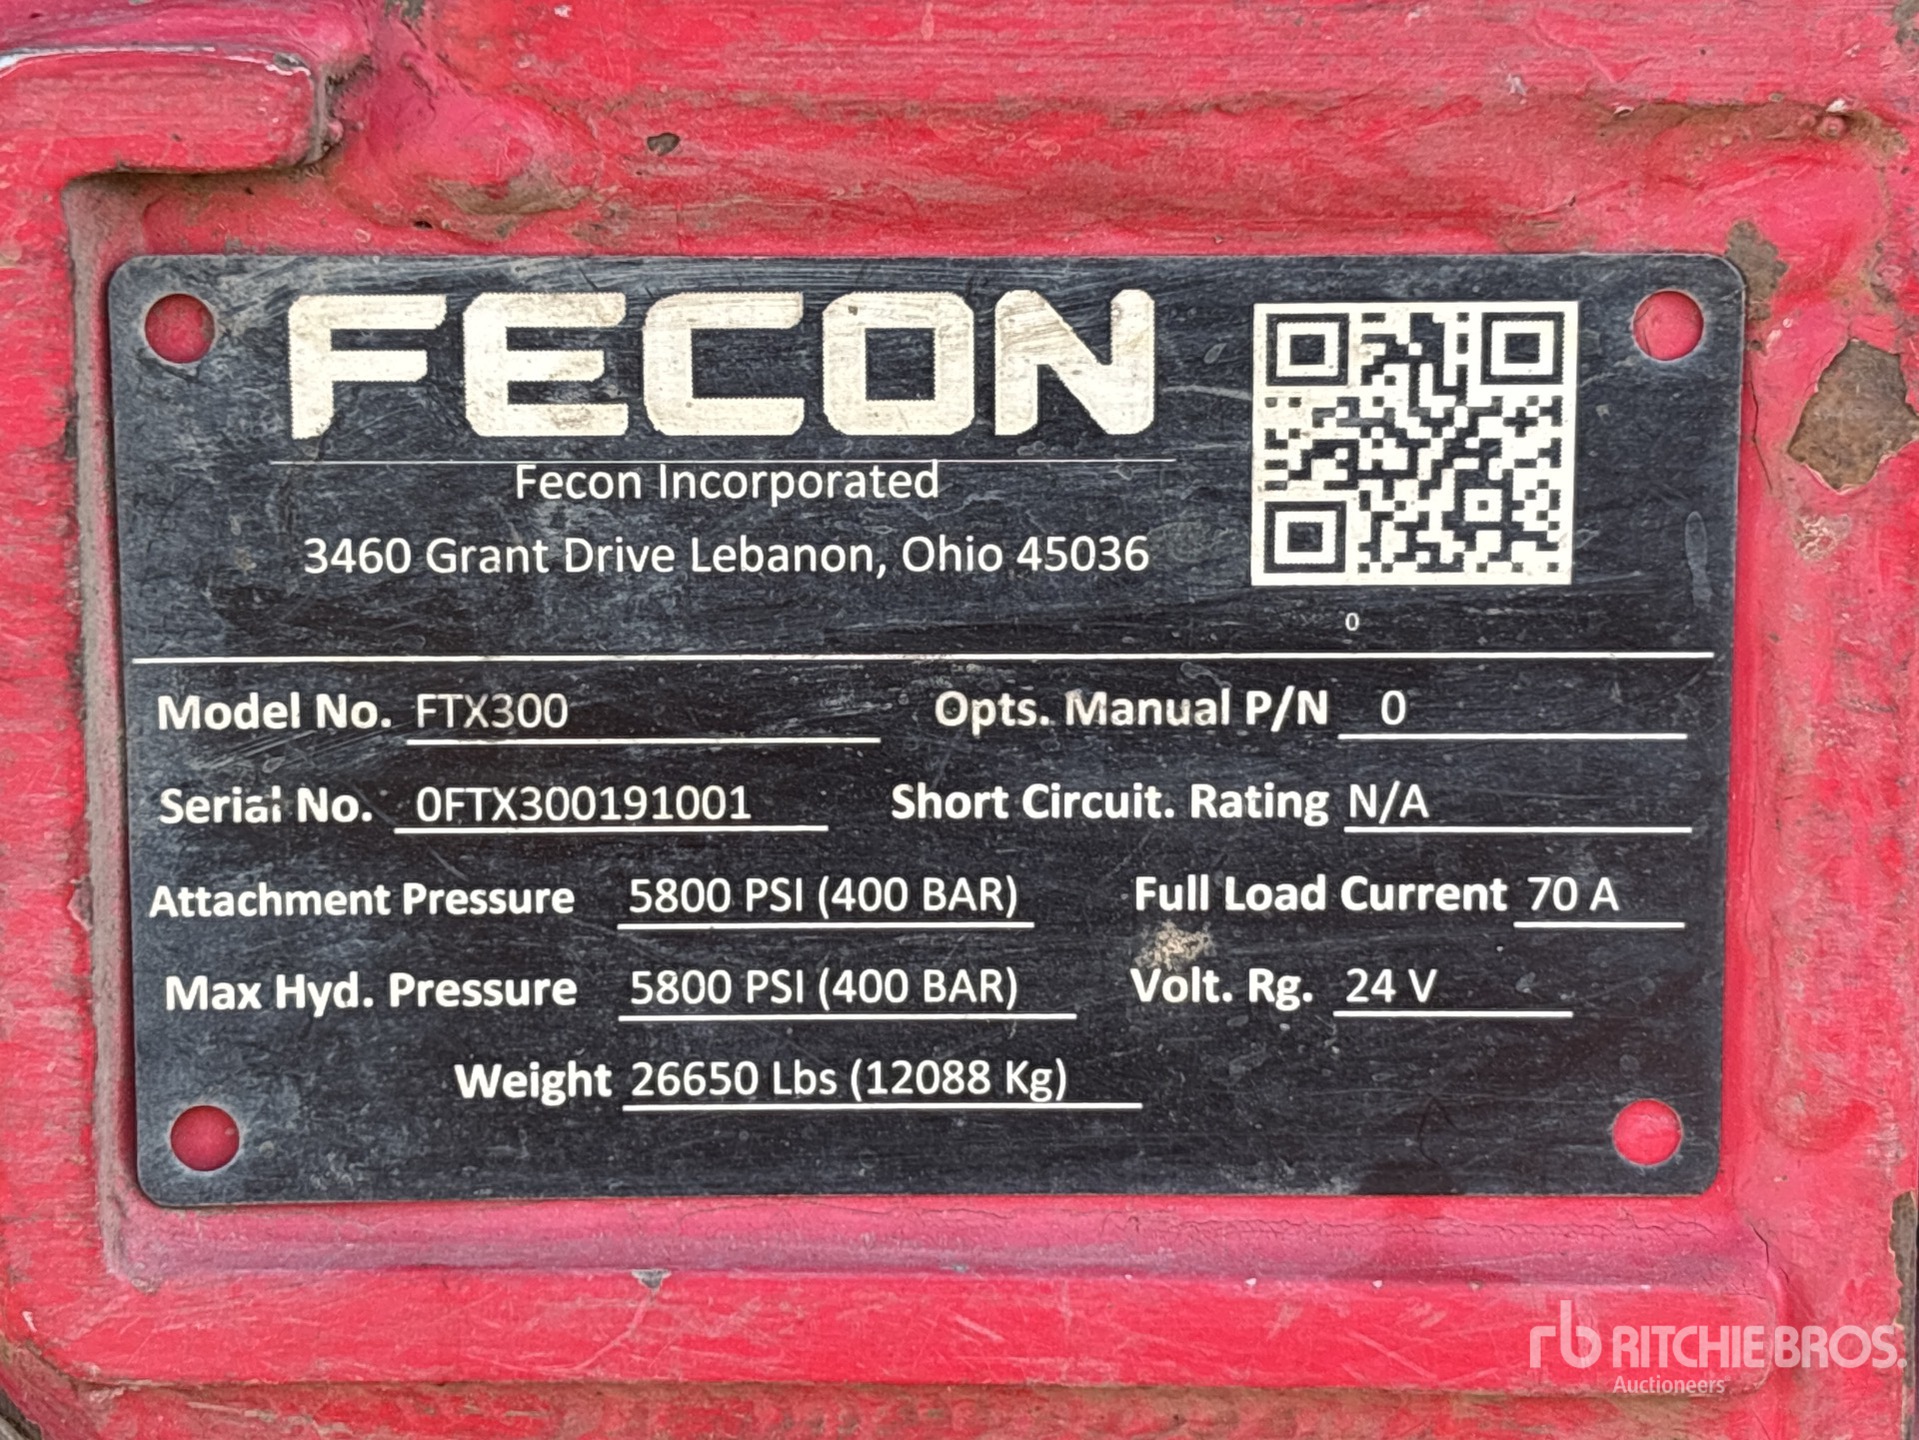 FECON
Fecon Incorporated
3460 Grant Drive Lebanon, Ohio 45036
0
Model No. FTX300 Opts. Manual P/N 0
Serial No. 0FTX300191001 Short Circuit. Rating N/A
Attachment Pressure 5800 PSI (400 BAR) Full Load Current 70 A
Max Hyd. Pressure 5800 PSI (400 BAR) Volt. Rg. 24 V
Weight 26650 Lbs (12088 Kg)
rb RITCHIE BROS.
Auctioneers